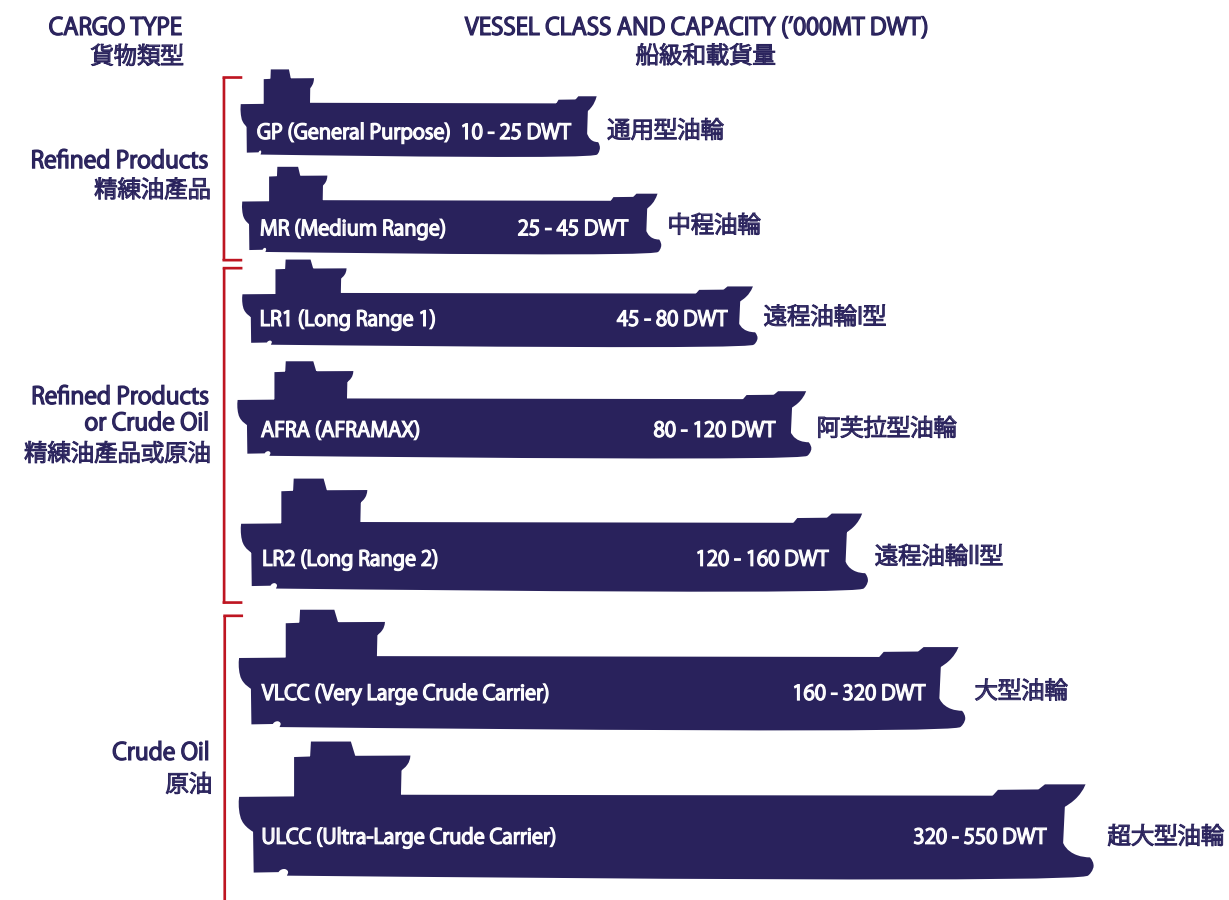 CARGO TYPE
貨物類型
VESSEL CLASS AND CAPACITY (’000MT DWT)
船級和載貨量
Refined Products
精練油產品
GP (General Purpose) 10 - 25 DWT 通用型油輪
MR (Medium Range) 25 - 45 DWT 中程油輪
Refined Products
or Crude Oil
精練油產品或原油
LR1 (Long Range 1) 45 - 80 DWT 遠程油輪I型
AFRA (AFRAMAX) 80 - 120 DWT 阿芙拉型油輪
LR2 (Long Range 2) 120 - 160 DWT 遠程油輪II型
Crude Oil
原油
VLCC (Very Large Crude Carrier) 160 - 320 DWT 大型油輪
ULCC (Ultra-Large Crude Carrier) 320 - 550 DWT 超大型油輪